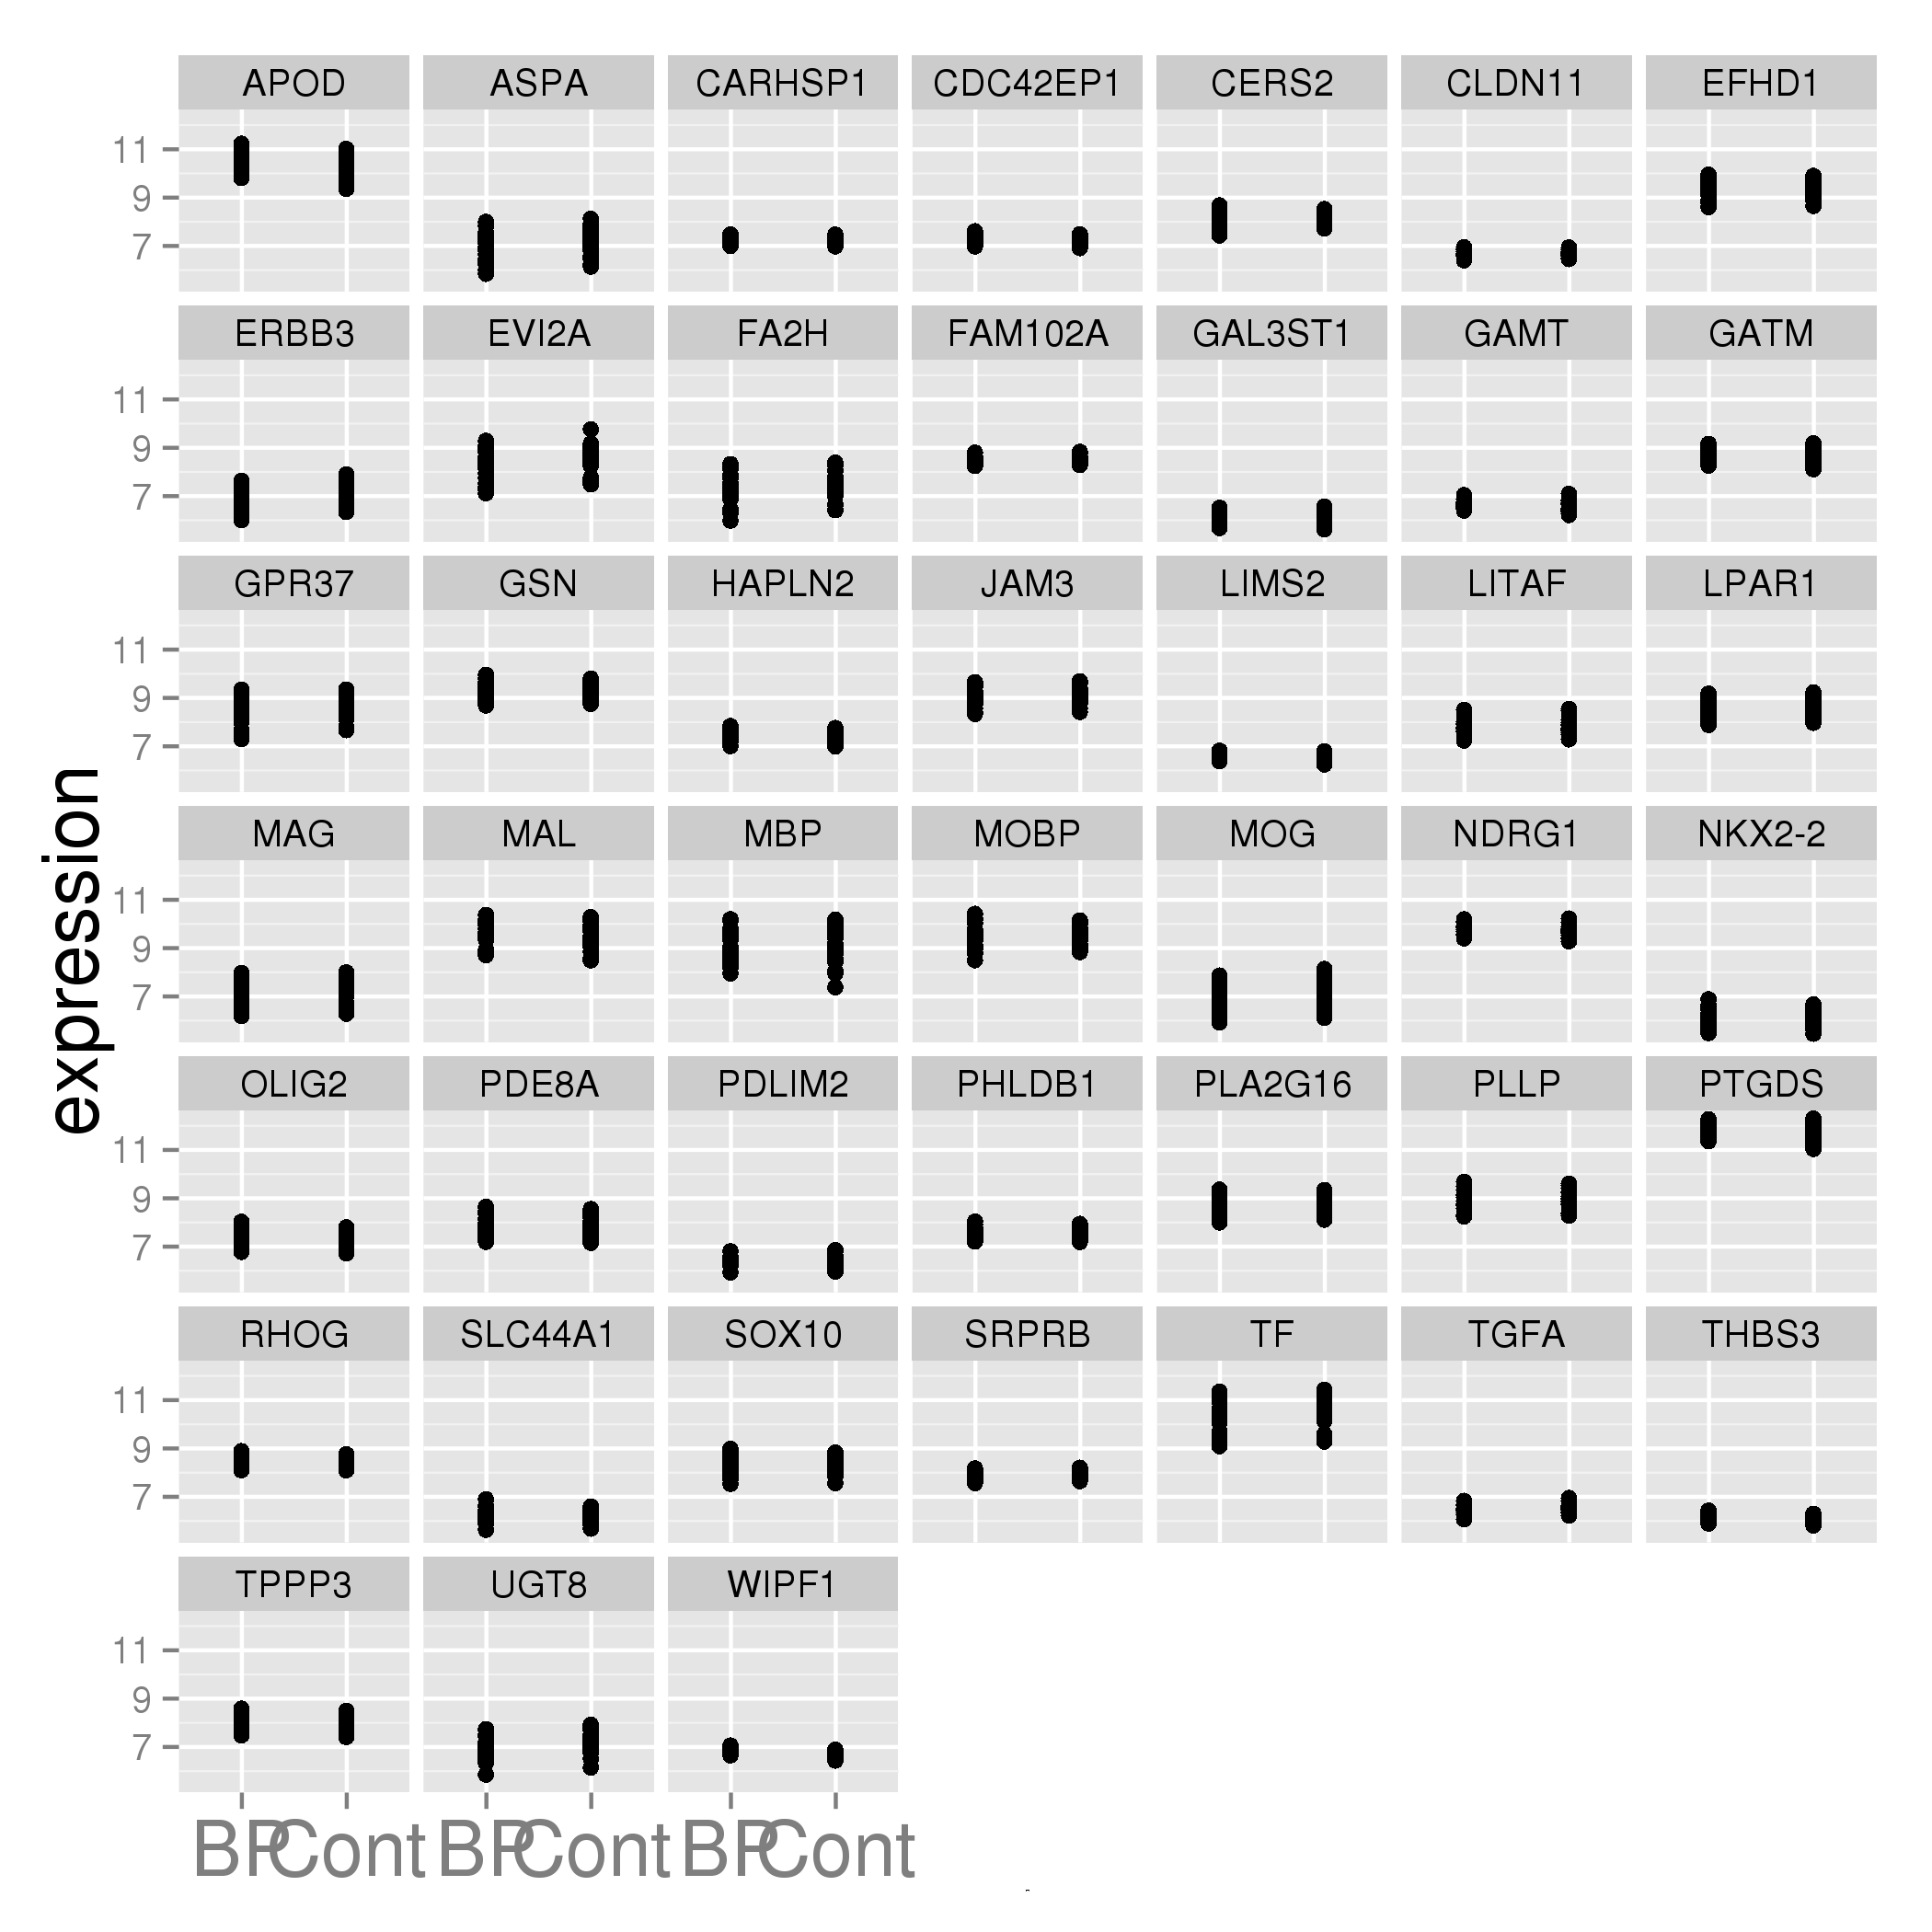 APOD ASPA CARHSP1 CDC42EP1 CERS2 CLDN11 EFHD1
11
9
7
ERBB3 EVI2A FA2H FAM102A GAL3ST1 GAMT GATM
11
9
7
GPR37 GSN HAPLN2 JAM3 LIMS2 LITAF LPAR1
11
9
7
expression
MAG MAL MBP MOBP MOG NDRG1 NKX2-2
11
9
7
OLIG2 PDE8A PDLIM2 PHLDB1 PLA2G16 PLLP PTGDS
11
9
7
RHOG SLC44A1 SOX10 SRPRB TF TGFA THBS3
11
9
7
TPPP3 UGT8 WIPF1
11
9
7
BP Cont BP Cont BP Cont